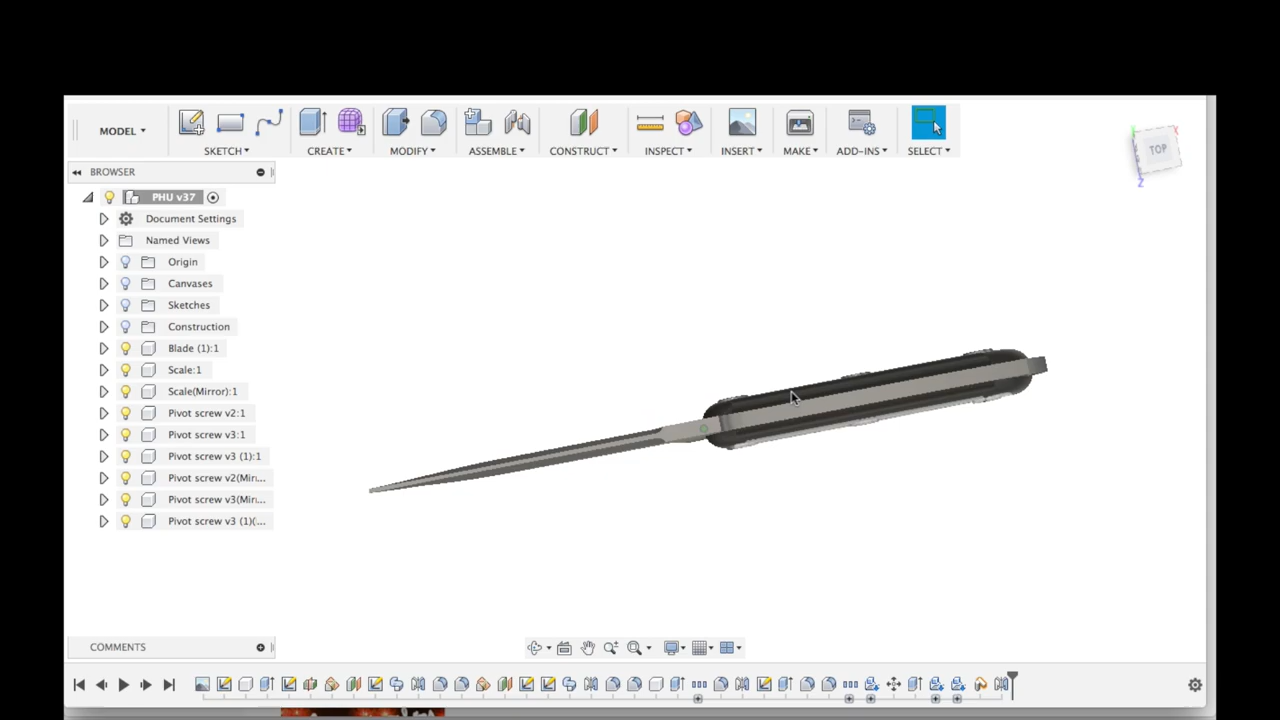 MODEL
SKETCH
CREATE
MODIFY
ASSEMBLE
CONSTRUCT
INSPECT
INSERT
MAKE
ADD-INS
SELECT
BROWSER
TOP
X
Z
PHU v37
Document Settings
Named Views
Origin
Canvases
Sketches
Construction
Blade (1):1
Scale:1
Scale(Mirror):1
Pivot screw v2:1
Pivot screw v3:1
Pivot screw v3 (1):1
Pivot screw v2(Mirr...
Pivot screw v3(Mirr...
Pivot screw v3 (1)(...
COMMENTS